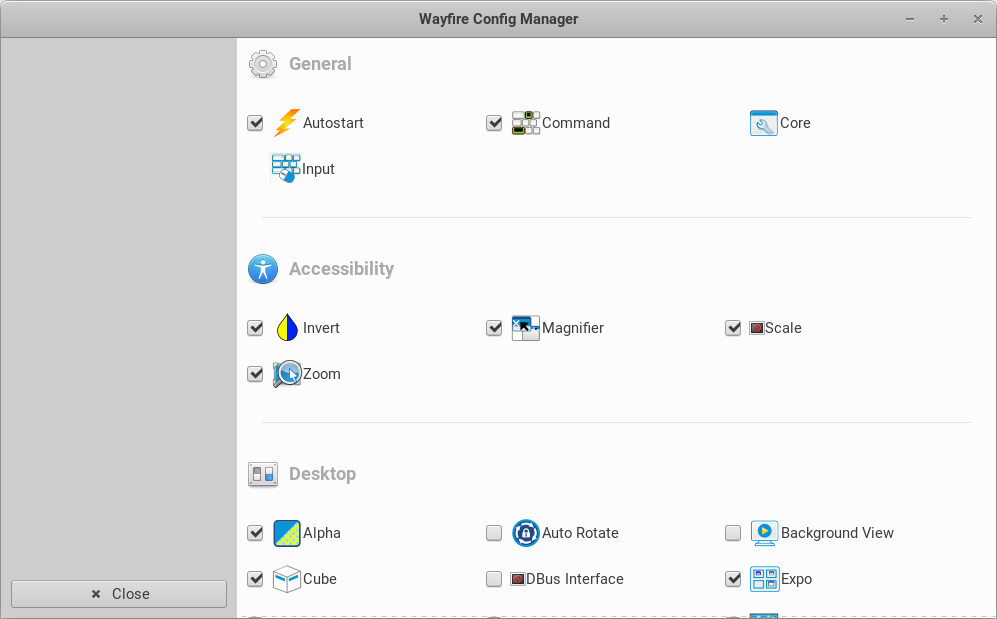 Wayfire Config Manager
General
Autostart
Command
Core
Input
Accessibility
Invert
Magnifier
Scale
Zoom
Desktop
Alpha
Auto Rotate
Background View
Cube
DBus Interface
Expo
Close